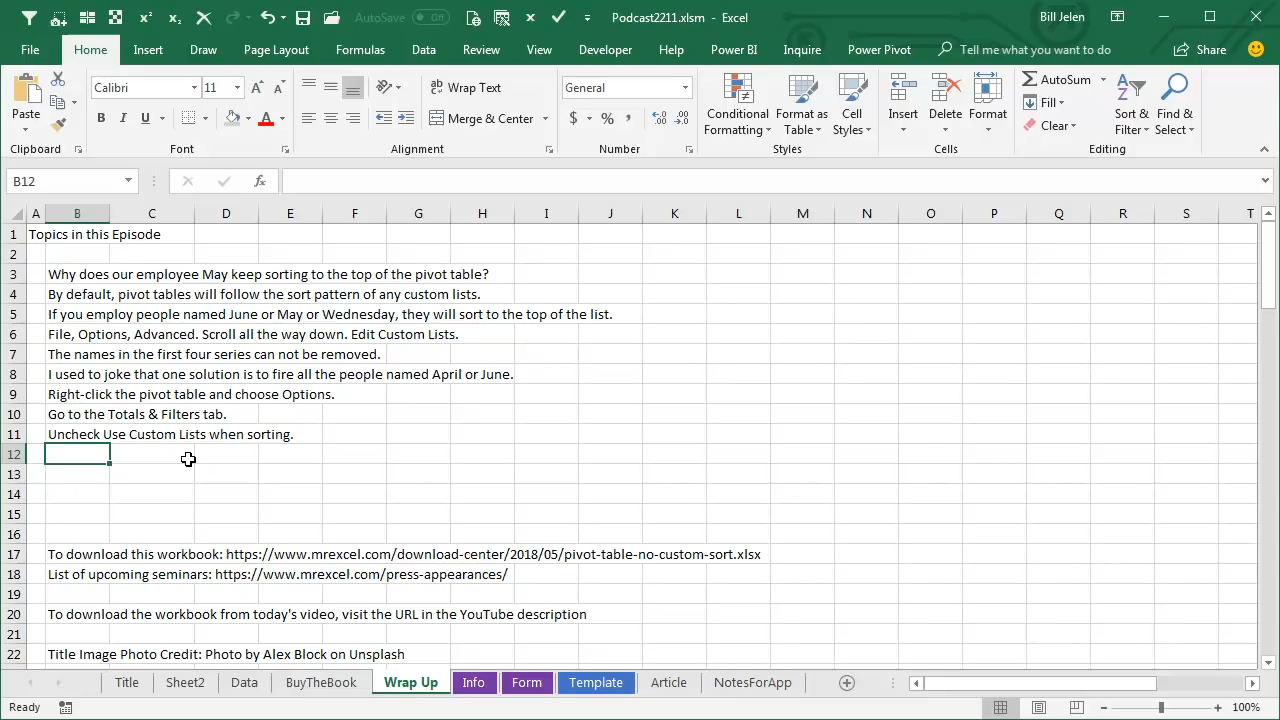 AutoSave Off
Podcast2211.xlsm - Excel
Bill Jelen
File Home Insert Draw Page Layout Formulas Data Review View Developer Help Power BI Inquire Power Pivot Tell me what you want to do Share
Calibri 11 Wrap Text General AutoSum
Paste Conditional Formatting Format as Table Cell Styles Insert Delete Format Fill Sort & Filter Find & Select
B I U Merge & Center $ % , Clear
Clipboard Font Alignment Number Styles Cells Editing
B12 fx
A B C D E F G H I J K L M N O P Q R S T
1 Topics in this Episode
2
3 Why does our employee May keep sorting to the top of the pivot table?
4 By default, pivot tables will follow the sort pattern of any custom lists.
5 If you employ people named June or May or Wednesday, they will sort to the top of the list.
6 File, Options, Advanced. Scroll all the way down. Edit Custom Lists.
7 The names in the first four series can not be removed.
8 I used to joke that one solution is to fire all the people named April or June.
9 Right-click the pivot table and choose Options.
10 Go to the Totals & Filters tab.
11 Uncheck Use Custom Lists when sorting.
12
13
14
15
16
17 To download this workbook: https://www.mrexcel.com/download-center/2018/05/pivot-table-no-custom-sort.xlsx
18 List of upcoming seminars: https://www.mrexcel.com/press-appearances/
19
20 To download the workbook from today's video, visit the URL in the YouTube description
21
22 Title Image Photo Credit: Photo by Alex Block on Unsplash
Title Sheet2 Data BuyTheBook Wrap Up Info Form Template Article NotesForApp
Ready 100%